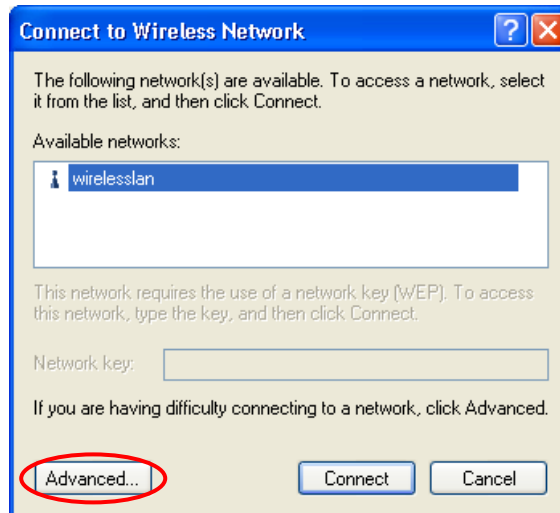 Connect to Wireless Network
The following network(s) are available. To access a network, select
it from the list, and then click Connect.
Available networks:
wirelesslan
This network requires the use of a network key (WEP). To access
this network, type the key, and then click Connect.
Network key:
If you are having difficulty connecting to a network, click Advanced.
Advanced... Connect Cancel